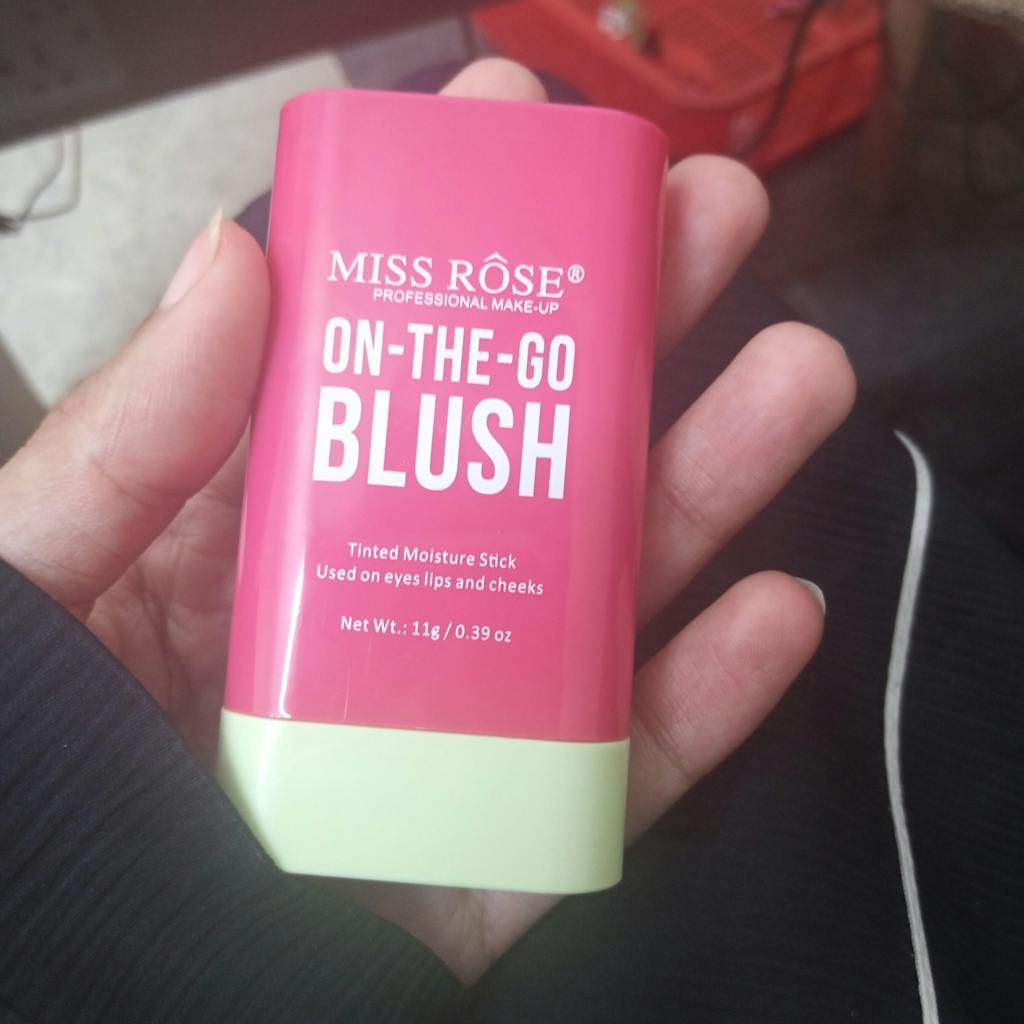 MISS RÔSE®
PROFESSIONAL MAKE-UP
ON-THE-GO
BLUSH
Tinted Moisture Stick
Used on eyes lips and cheeks
Net Wt.: 11g / 0.39 oz